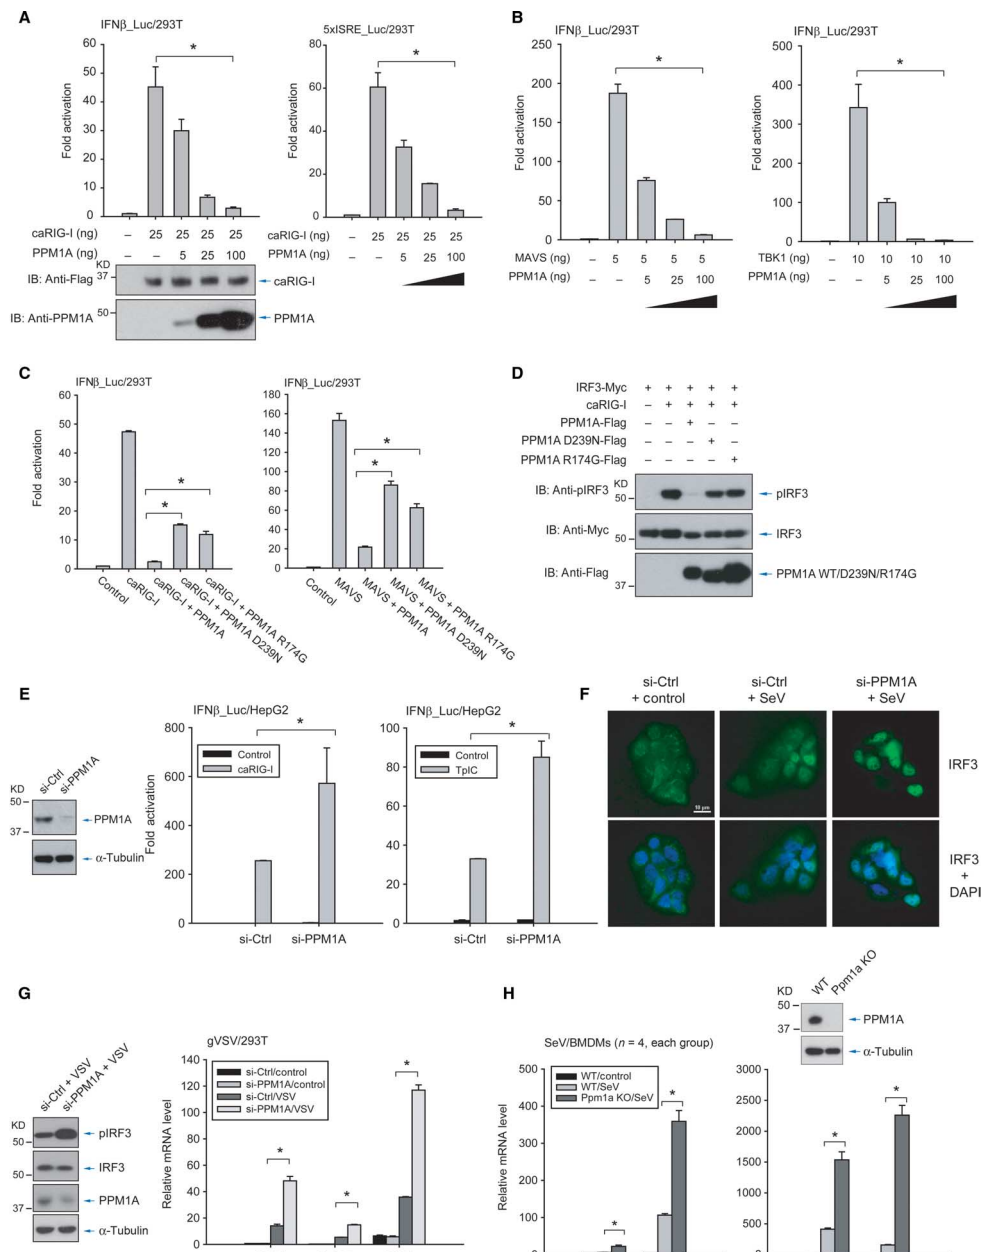 A
IFNβ_Luc/293T
Fold activation
60
50
40
30
20
10
0
caRIG-I (ng) – 25 25 25 25
PPM1A (ng) – – 5 25 100
*
KD
IB: Anti-Flag 37 caRIG-I
IB: Anti-PPM1A 50 PPM1A
5xISRE_Luc/293T
Fold activation
80
60
40
20
0
*
caRIG-I (ng) – 25 25 25 25
PPM1A (ng) – – 5 25 100
B
IFNβ_Luc/293T
Fold activation
250
200
150
100
50
0
*
MAVS (ng) – 5 5 5 5
PPM1A (ng) – – 5 25 100
IFNβ_Luc/293T
Fold activation
500
400
300
200
100
0
*
TBK1 (ng) – 10 10 10 10
PPM1A (ng) – – 5 25 100
C
IFNβ_Luc/293T
Fold activation
60
50
40
30
20
10
0
*
*
Control
caRIG-I
caRIG-I + PPM1A
caRIG-I + PPM1A D239N
caRIG-I + PPM1A R174G
IFNβ_Luc/293T
180
160
140
120
100
80
60
40
20
0
*
*
Control
MAVS
MAVS + PPM1A
MAVS + PPM1A D239N
MAVS + PPM1A R174G
D
IRF3-Myc + + + + +
caRIG-I – + + + +
PPM1A-Flag – – + – –
PPM1A D239N-Flag – – – + –
PPM1A R174G-Flag – – – – +
KD
IB: Anti-pIRF3 50 pIRF3
IB: Anti-Myc 50 IRF3
IB: Anti-Flag 37 PPM1A WT/D239N/R174G
E
si-Ctrl
si-PPM1A
KD
50
37
PPM1A
α-Tubulin
IFNβ_Luc/HepG2
Fold activation
800
600
400
200
0
Control
caRIG-I
*
si-Ctrl si-PPM1A
IFNβ_Luc/HepG2
100
80
60
40
20
0
Control
TpIC
*
si-Ctrl si-PPM1A
F
si-Ctrl + control
si-Ctrl + SeV
si-PPM1A + SeV
10 μm
IRF3
IRF3 + DAPI
G
si-Ctrl + VSV
si-PPM1A + VSV
KD
50 pIRF3
50 IRF3
37 PPM1A
α-Tubulin
gVSV/293T
Relative mRNA level
140
120
100
80
60
40
20
0
si-Ctrl/control
si-PPM1A/control
si-Ctrl/VSV
si-PPM1A/VSV
*
*
*
H
SeV/BMDMs (n = 4, each group)
Relative mRNA level
500
400
300
200
100
0
WT/control
WT/SeV
Ppm1a KO/SeV
*
*
WT
Ppm1a KO
KD
50
37
PPM1A
α-Tubulin
3000
2500
2000
1500
1000
500
0
*
*